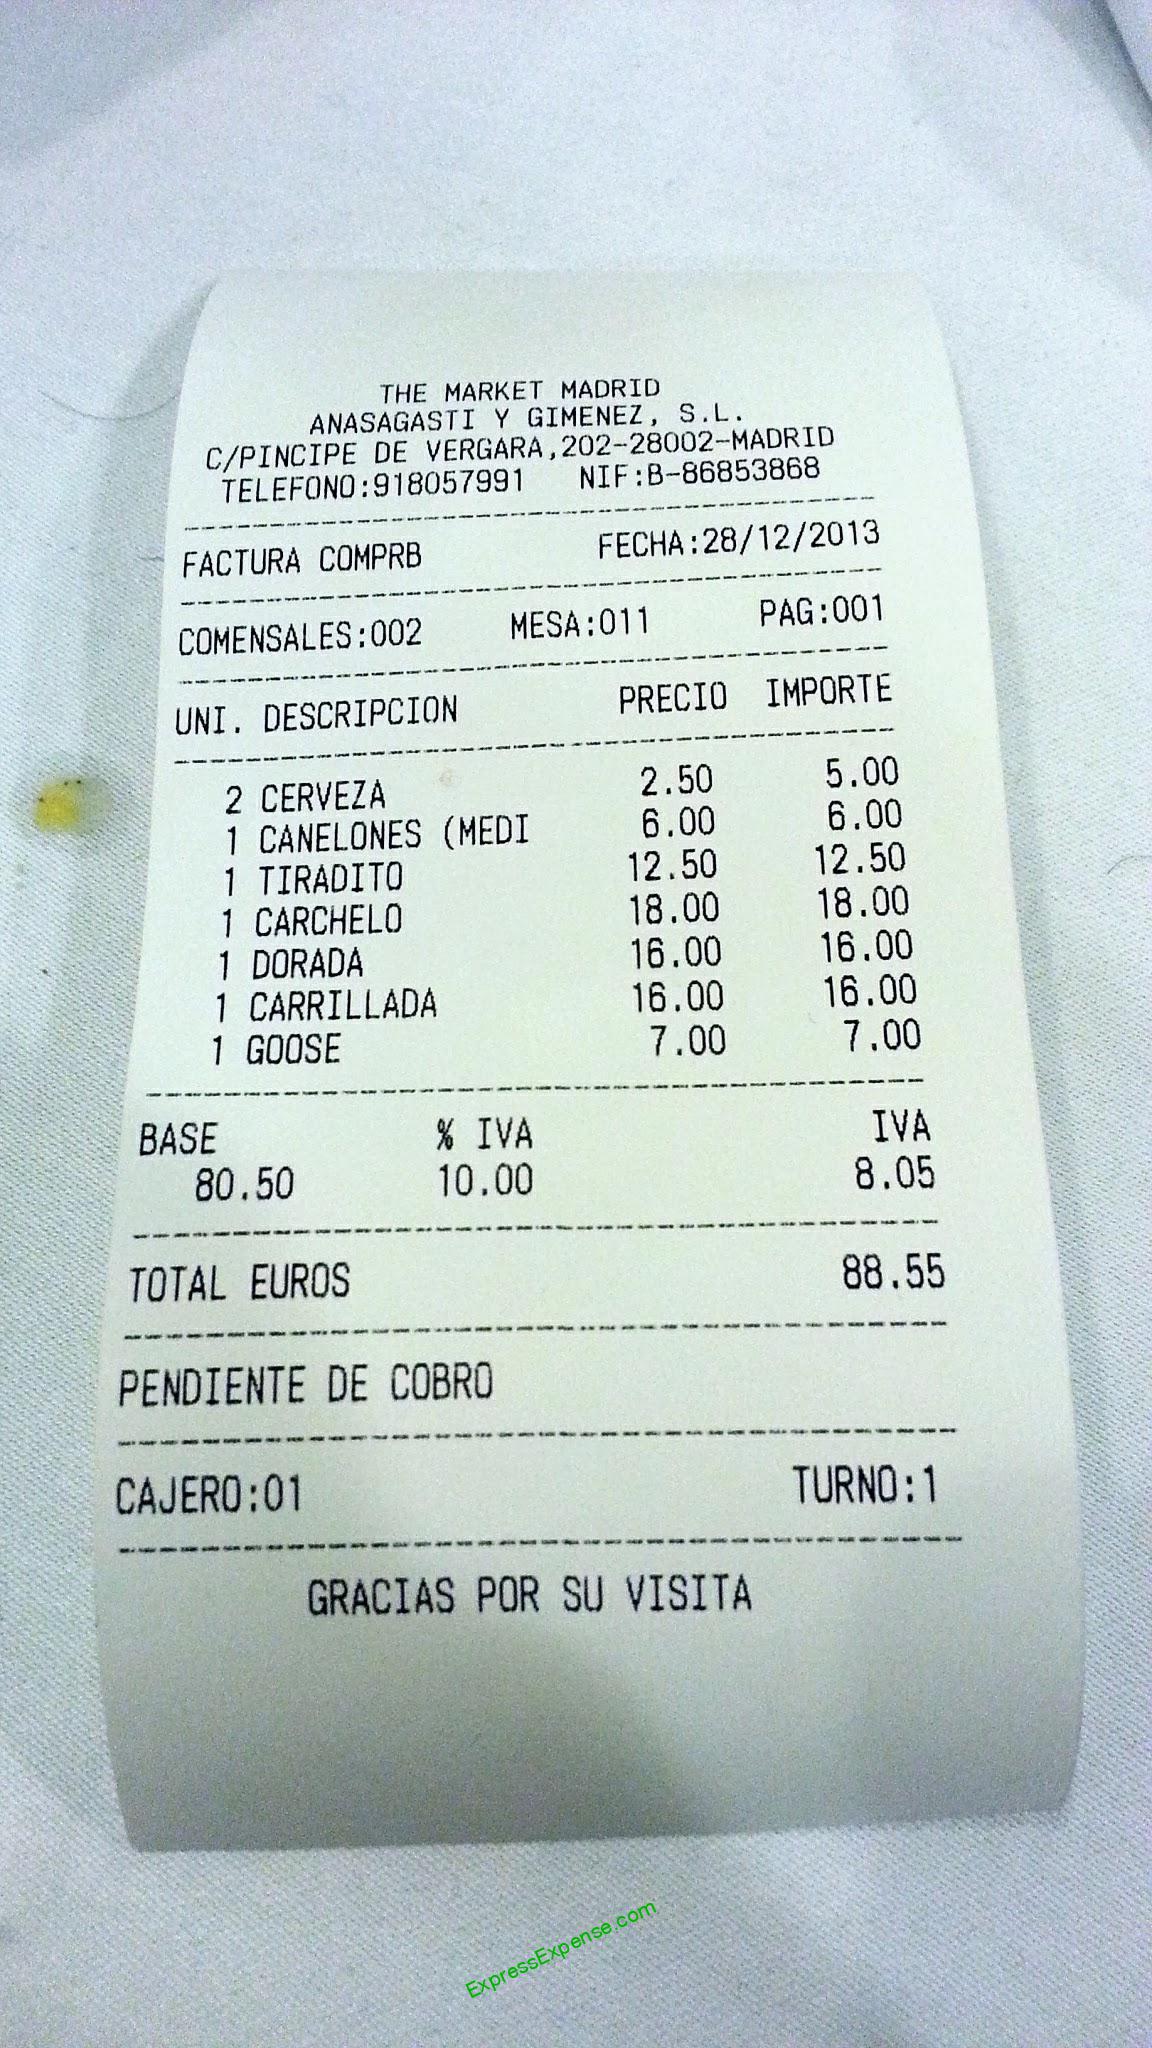 THE MARKET MADRID
ANASAGASTI Y GIMENEZ, S.L.
C/PINCIPE DE VERGARA,202-28002-MADRID
TELEFONO:918057991 NIF:B-86853868
FACTURA COMPRB FECHA:28/12/2013
COMENSALES:002 MESA:011 PAG:001
UNI. DESCRIPCION PRECIO IMPORTE
2 CERVEZA 2.50 5.00
1 CANELONES (MEDI 6.00 6.00
1 TIRADITO 12.50 12.50
1 CARCHELO 18.00 18.00
1 DORADA 16.00 16.00
1 CARRILLADA 16.00 16.00
1 GOOSE 7.00 7.00
BASE % IVA IVA
80.50 10.00 8.05
TOTAL EUROS 88.55
PENDIENTE DE COBRO
CAJERO:01 TURNO:1
GRACIAS POR SU VISITA
ExpressExpense.com